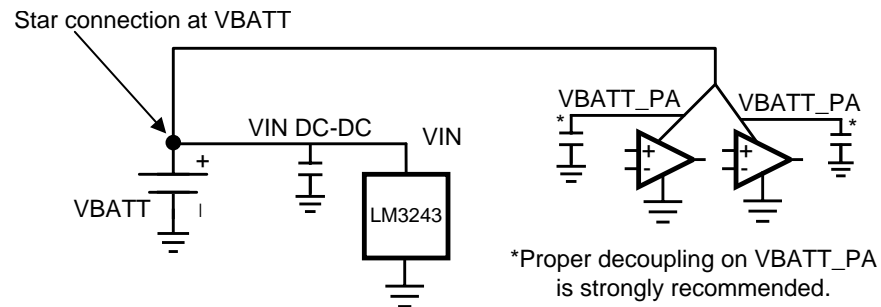 Star connection at VBATT
VBATT_PA
VBATT_PA
*
*
VIN DC-DC
VIN
+
+
-
+
-
VBATT
LM3243
*Proper decoupling on VBATT_PA
is strongly recommended.